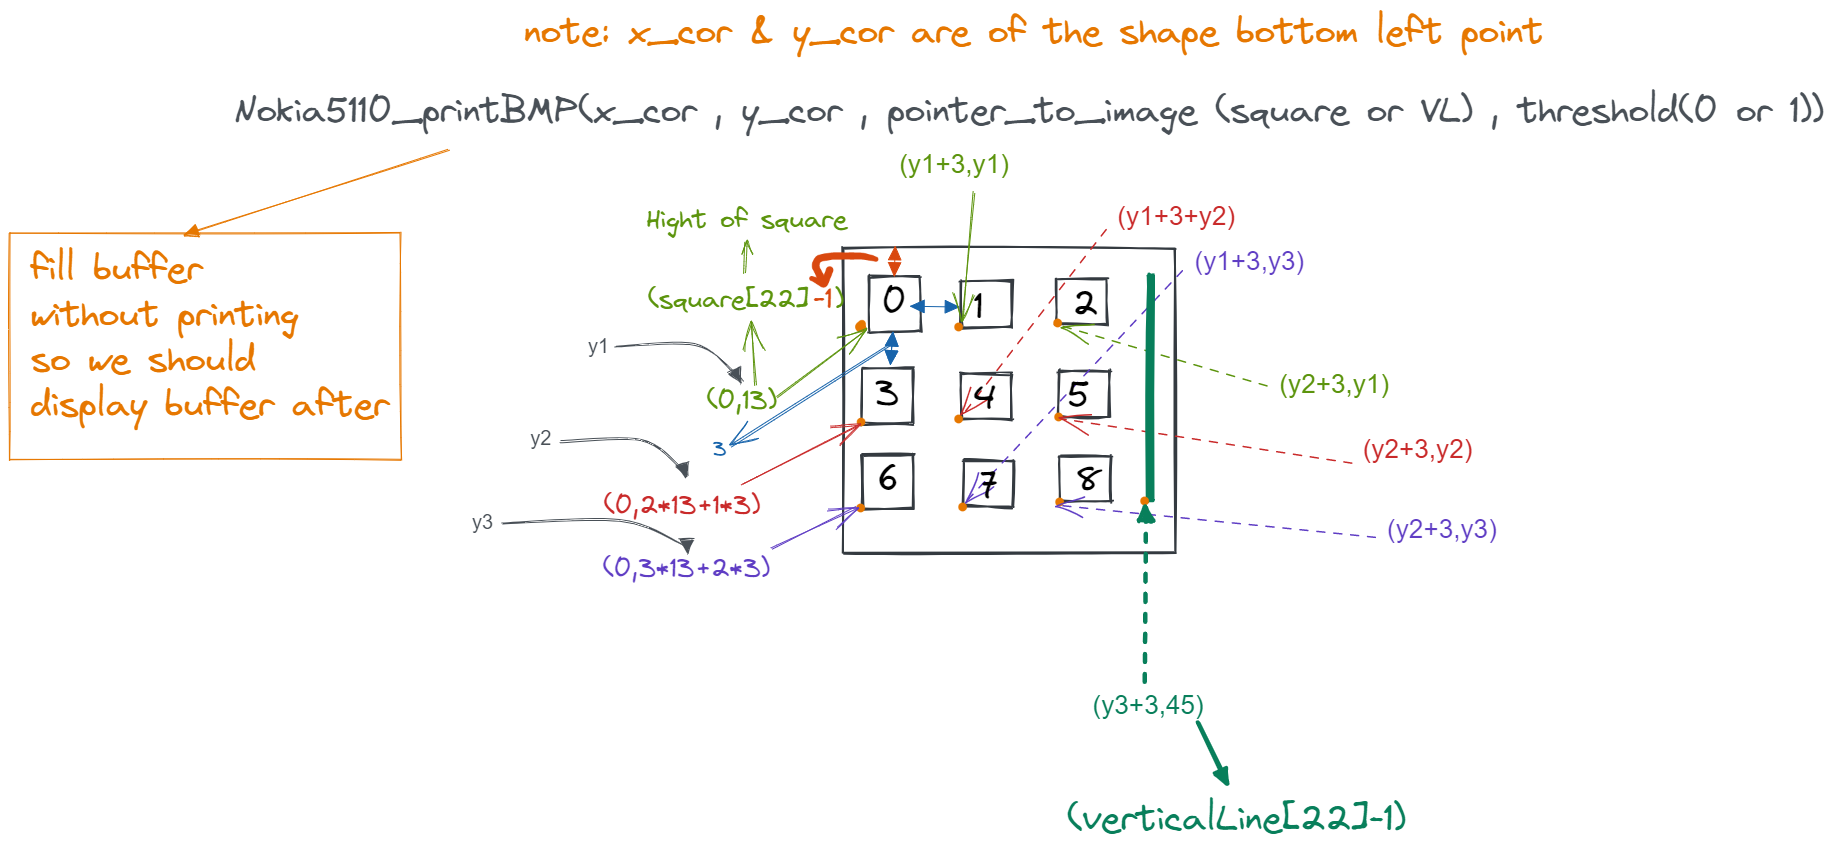 note: x_cor & y_cor are of the shape bottom left point
Nokia5110_printBMP(x_cor , y_cor , pointer_to_image (square or VL) , threshold(0 or 1))
(y1+3,y1)
Hight of square
(y1+3+y2)
fill buffer
without printing
so we should
display buffer after
(y1+3,y3)
(square[22]-1)
0
1
2
y1
(0,13)
(y2+3,y1)
3
4
5
y2
3
(y2+3,y2)
6
7
8
(0,2*13+1*3)
y3
(y2+3,y3)
(0,3*13+2*3)
(y3+3,45)
(verticalLine[22]-1)